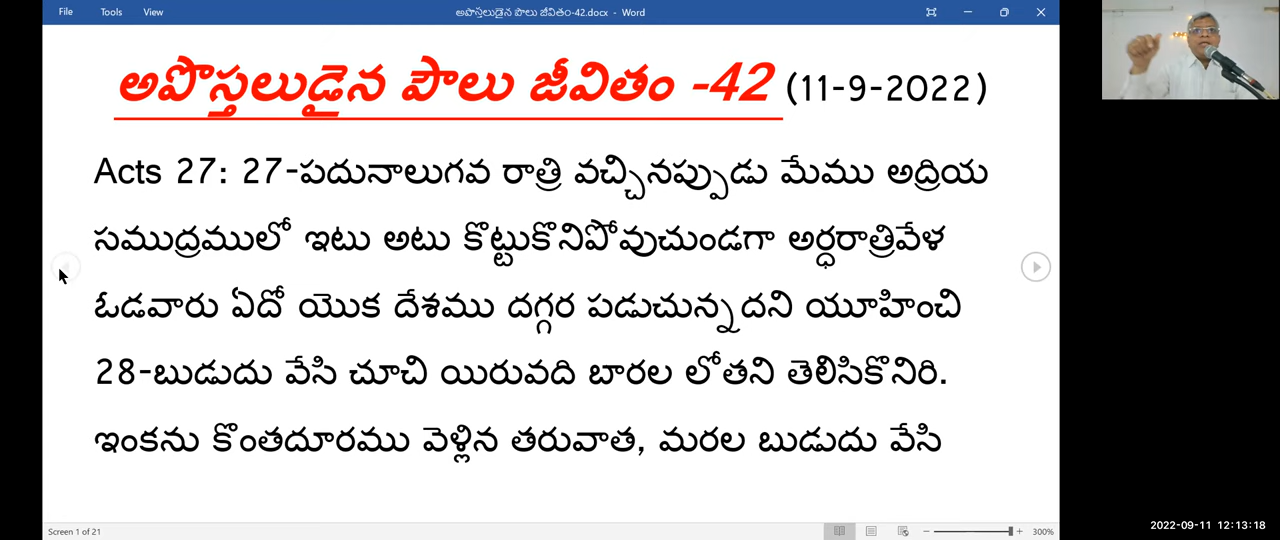 File Tools View అపొస్తలుడైన పౌలు జీవితం-42.docx - Word
అపొస్తలుడైన పౌలు జీవితం -42 (11-9-2022)
Acts 27: 27-పదునాలుగవ రాత్రి వచ్చినప్పుడు మేము అద్రియ
సముద్రములో ఇటు అటు కొట్టుకొనిపోవుచుండగా అర్ధరాత్రివేళ
ఓడవారు ఏదో యొక దేశము దగ్గర పడుచున్నదని యూహించి
28-బుడుదు వేసి చూచి యిరువది బారల లోతని తెలిసికొనిరి.
ఇంకను కొంతదూరము వెళ్లిన తరువాత, మరల బుడుదు వేసి
Screen 1 of 21 300%
2022-09-11 12:13:18